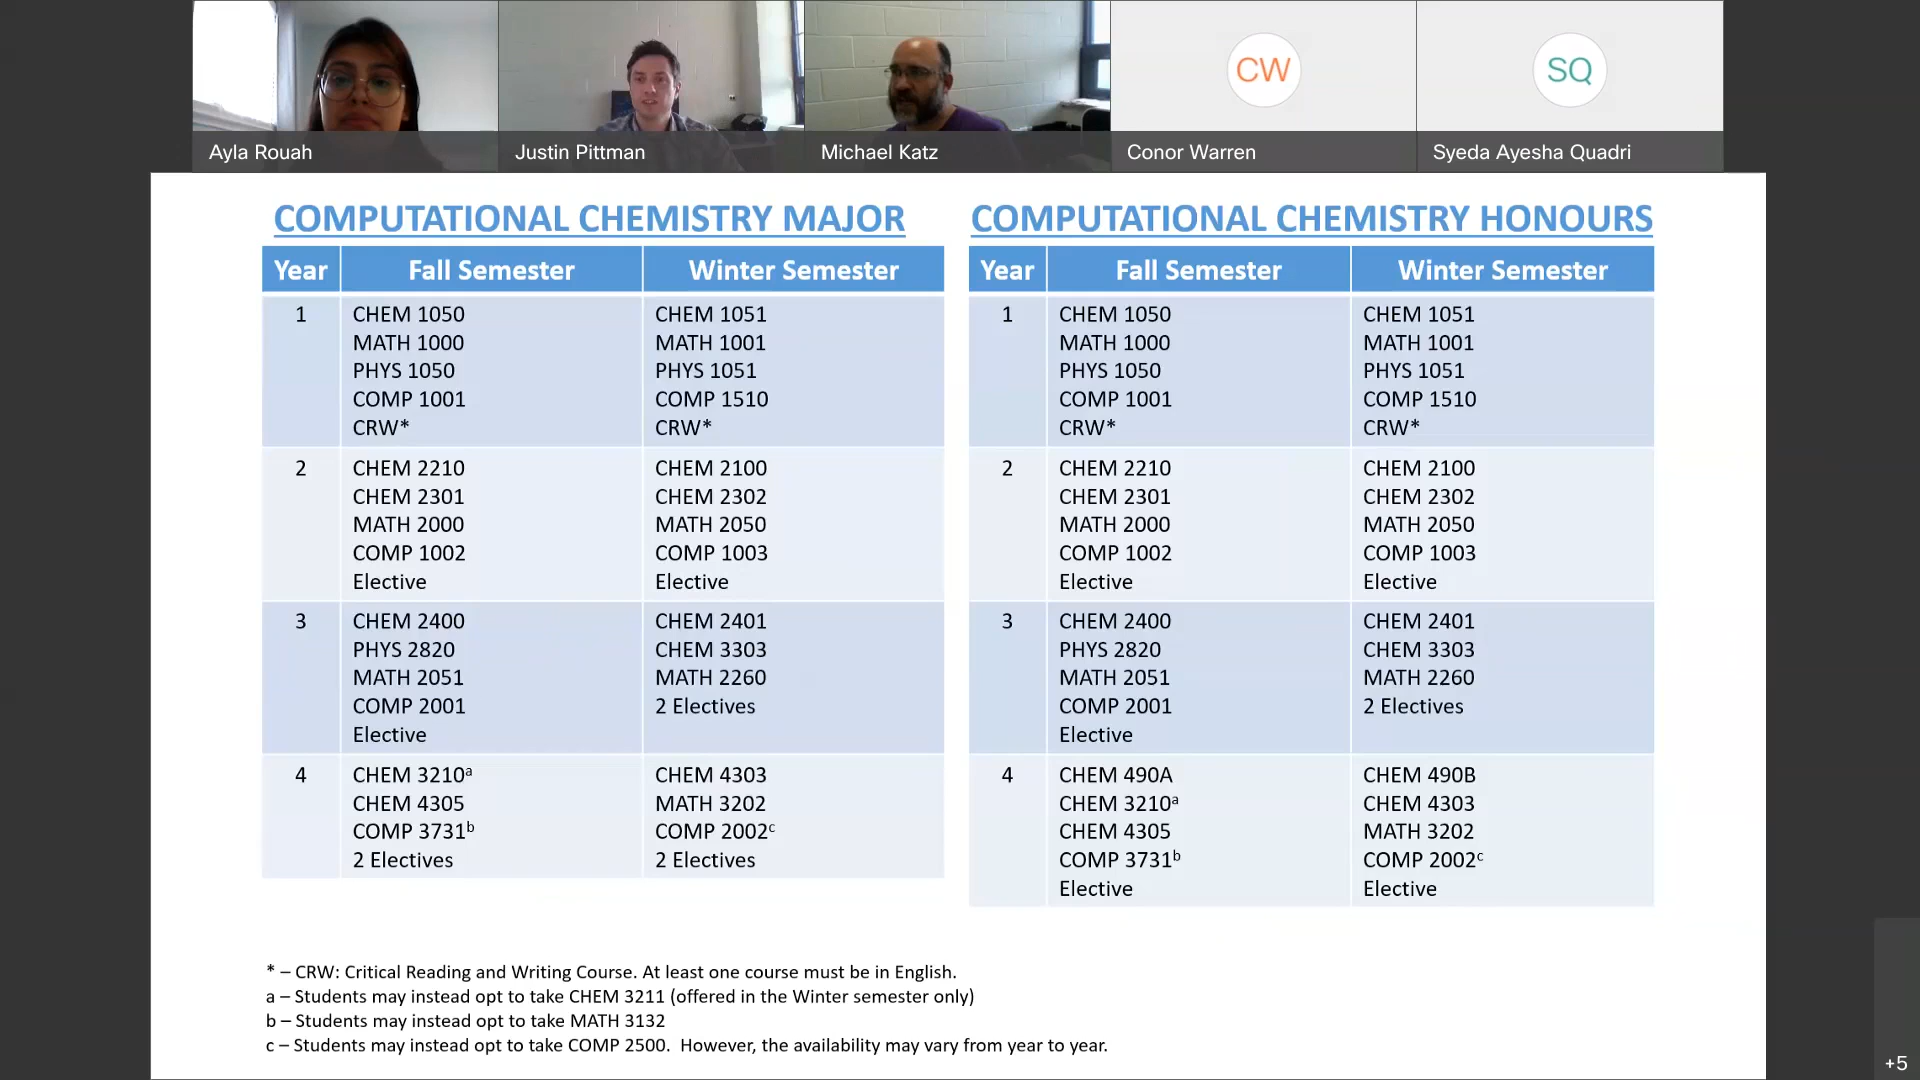 CW
SQ
Ayla Rouah
Justin Pittman
Michael Katz
Conor Warren
Syeda Ayesha Quadri
COMPUTATIONAL CHEMISTRY MAJOR
Year Fall Semester Winter Semester
1 CHEM 1050 CHEM 1051
MATH 1000 MATH 1001
PHYS 1050 PHYS 1051
COMP 1001 COMP 1510
CRW* CRW*
2 CHEM 2210 CHEM 2100
CHEM 2301 CHEM 2302
MATH 2000 MATH 2050
COMP 1002 COMP 1003
Elective Elective
3 CHEM 2400 CHEM 2401
PHYS 2820 CHEM 3303
MATH 2051 MATH 2260
COMP 2001 2 Electives
Elective
4 CHEM 3210ᵃ CHEM 4303
CHEM 4305 MATH 3202
COMP 3731ᵇ COMP 2002ᶜ
2 Electives 2 Electives
COMPUTATIONAL CHEMISTRY HONOURS
Year Fall Semester Winter Semester
1 CHEM 1050 CHEM 1051
MATH 1000 MATH 1001
PHYS 1050 PHYS 1051
COMP 1001 COMP 1510
CRW* CRW*
2 CHEM 2210 CHEM 2100
CHEM 2301 CHEM 2302
MATH 2000 MATH 2050
COMP 1002 COMP 1003
Elective Elective
3 CHEM 2400 CHEM 2401
PHYS 2820 CHEM 3303
MATH 2051 MATH 2260
COMP 2001 2 Electives
Elective
4 CHEM 490A CHEM 490B
CHEM 3210ᵃ CHEM 4303
CHEM 4305 MATH 3202
COMP 3731ᵇ COMP 2002ᶜ
Elective Elective
* – CRW: Critical Reading and Writing Course. At least one course must be in English.
a – Students may instead opt to take CHEM 3211 (offered in the Winter semester only)
b – Students may instead opt to take MATH 3132
c – Students may instead opt to take COMP 2500. However, the availability may vary from year to year.
+5